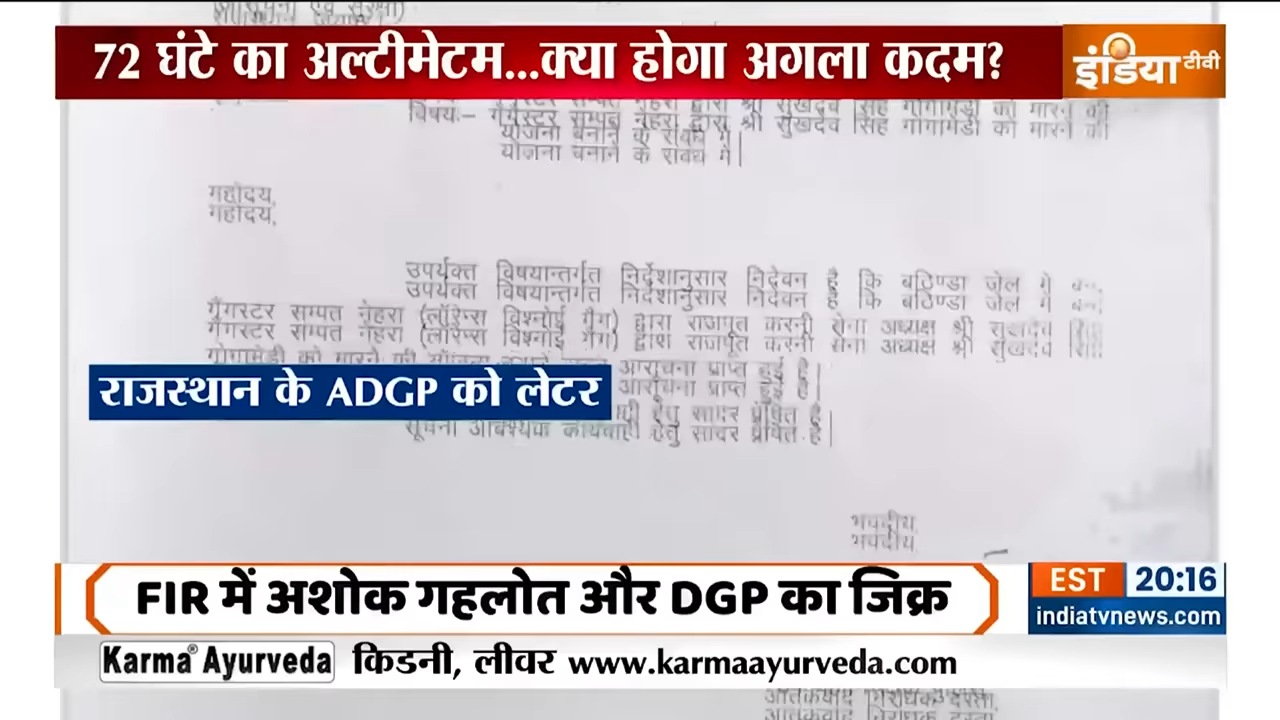 72 घंटे का अल्टीमेटम...क्या होगा अगला कदम?
इंडिया टीवी
विषय:- गैंगस्टर सम्पत नेहरा द्वारा श्री सुखदेव सिंह गोगामेडी को मारने की
योजना बनाने के संबंध में।
महोदय,
उपर्युक्त विषयान्तर्गत निर्देशानुसार निवेदन है कि बठिण्डा जेल में
गैंगस्टर सम्पत नेहरा (लॉरेन्स विश्नोई गैंग) द्वारा राजपूत करनी सेना अध्यक्ष श्री सुखदेव
गोगामेडी को मारने की
आसूचना प्राप्त हुई है।
राजस्थान के ADGP को लेटर
सूचना आवश्यक कार्यवाही हेतु सादर प्रेषित है।
भवदीय,
FIR में अशोक गहलोत और DGP का जिक्र
EST 20:16
indiatvnews.com
Karma® Ayurveda किडनी, लीवर www.karmaayurveda.com